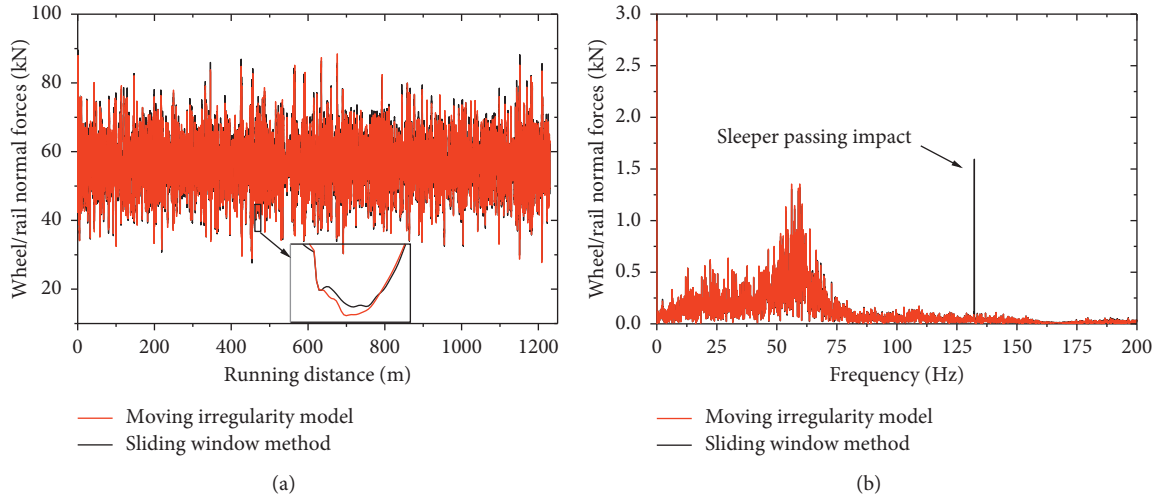 Wheel/rail normal forces (kN)
100
80
60
40
20
0
200
400
600
800
1000
1200
Running distance (m)
Moving irregularity model
Sliding window method
(a)
Wheel/rail normal forces (kN)
3.0
2.5
2.0
1.5
1.0
0.5
0.0
Sleeper passing impact
0
25
50
75
100
125
150
175
200
Frequency (Hz)
Moving irregularity model
Sliding window method
(b)